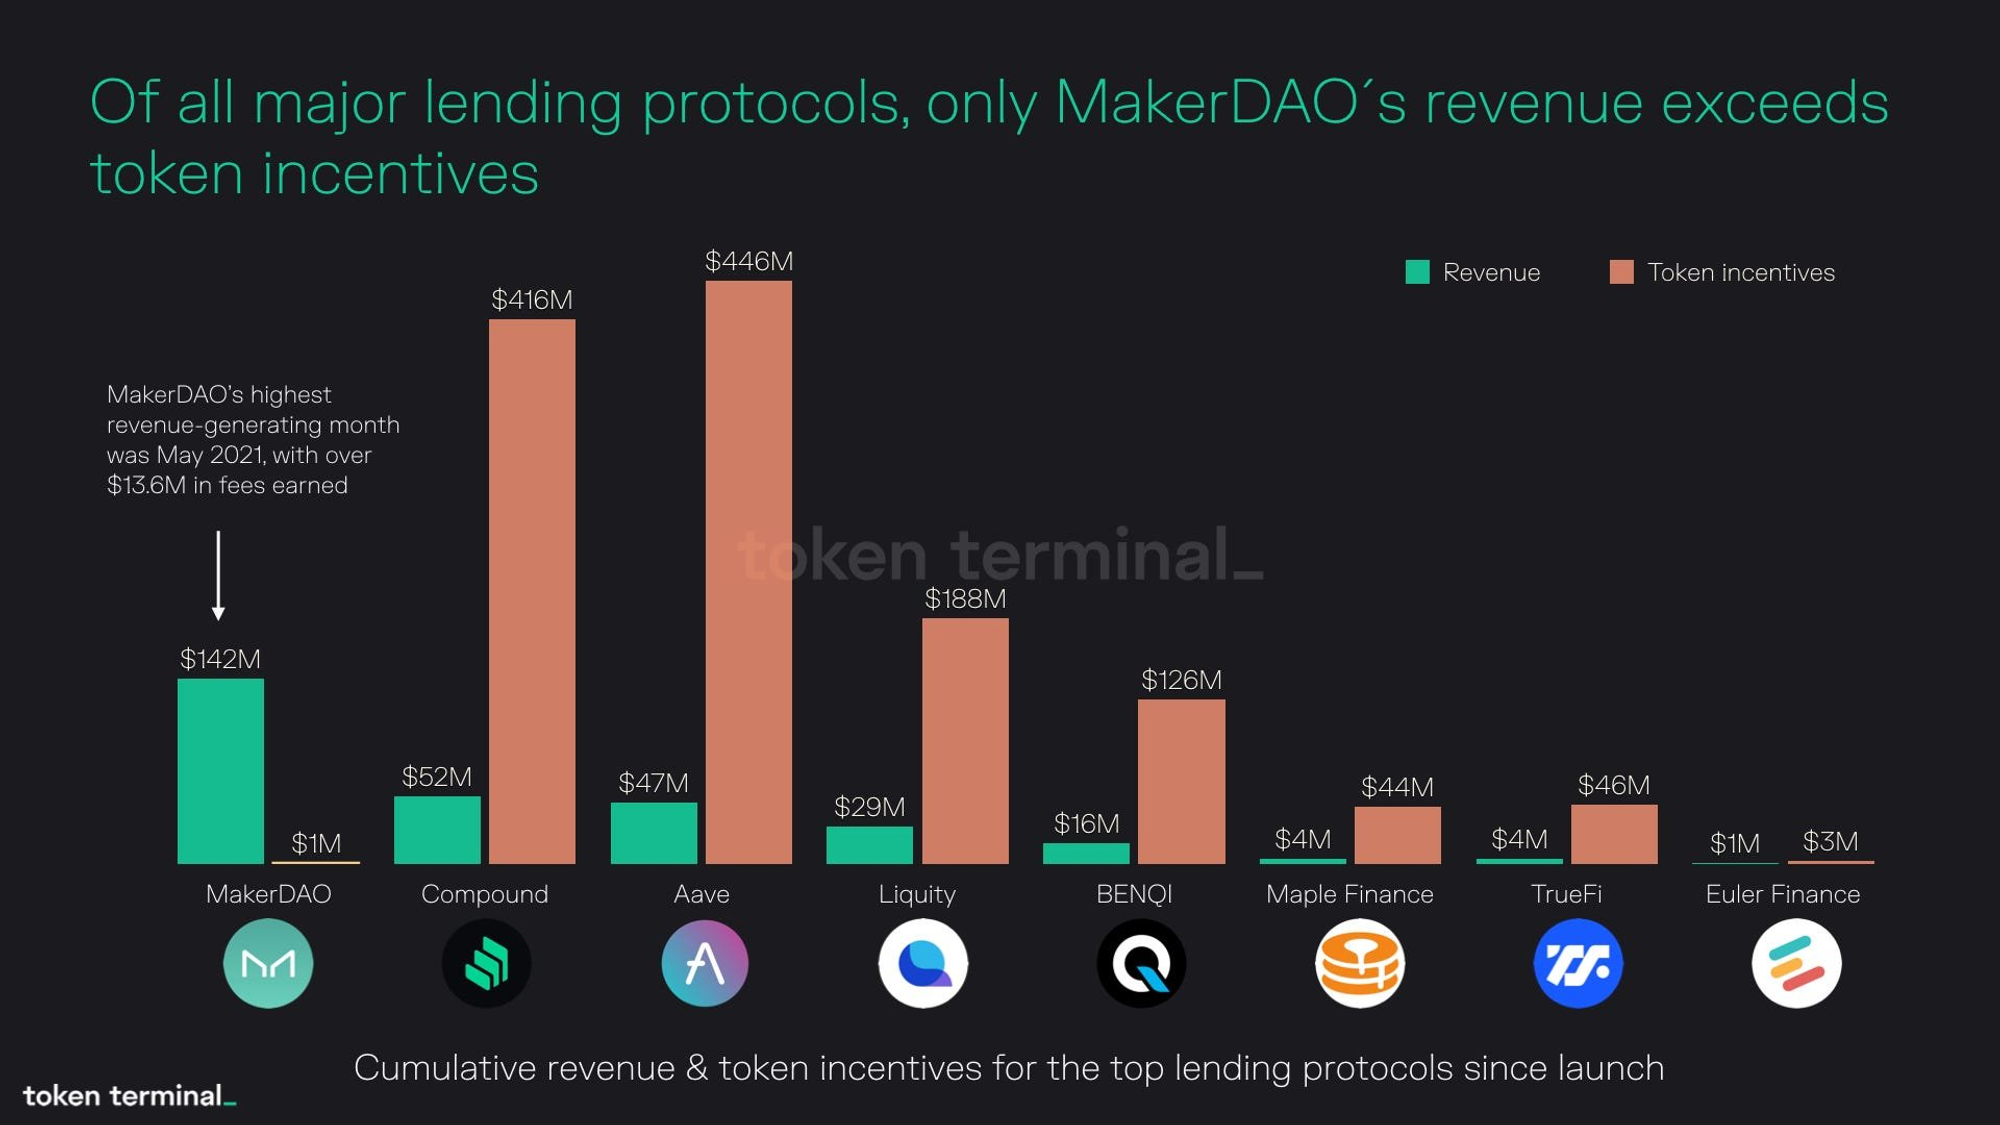 Of all major lending protocols, only MakerDAO´s revenue exceeds
token incentives
Revenue
Token incentives
MakerDAO's highest
revenue-generating month
was May 2021, with over
$13.6M in fees earned
token terminal_
$142M
$1M
$52M
$416M
$47M
$446M
$29M
$188M
$16M
$126M
$4M
$44M
$4M
$46M
$1M
$3M
MakerDAO
Compound
Aave
Liquity
BENQI
Maple Finance
TrueFi
Euler Finance
Cumulative revenue & token incentives for the top lending protocols since launch
token terminal_